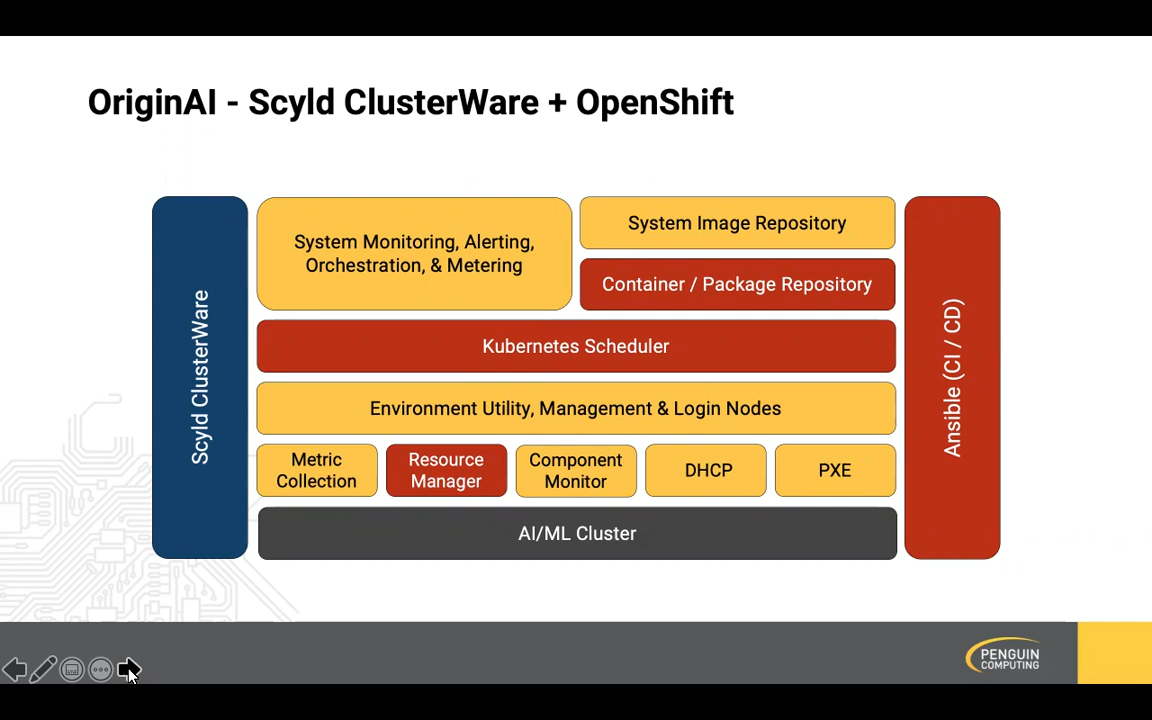 OriginAI - Scyld ClusterWare + OpenShift
Scyld ClusterWare
System Monitoring, Alerting,
Orchestration, & Metering
System Image Repository
Container / Package Repository
Kubernetes Scheduler
Environment Utility, Management & Login Nodes
Metric
Collection
Resource
Manager
Component
Monitor
DHCP
PXE
AI/ML Cluster
Ansible (CI / CD)
PENGUIN
COMPUTING